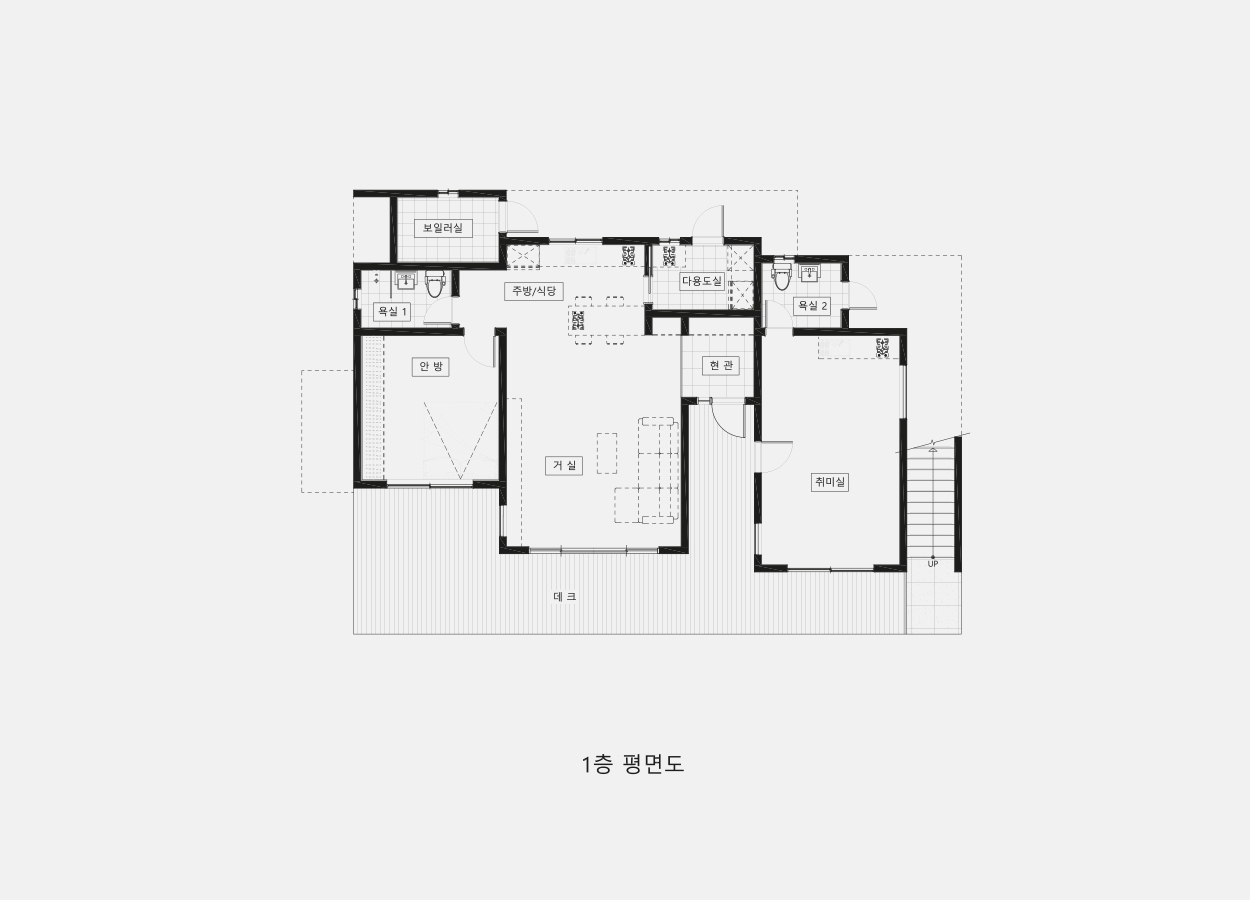 보일러실
다용도실
주방/식당
욕실 1
욕실 2
안 방
현 관
거 실
취미실
UP
데 크
1층 평면도